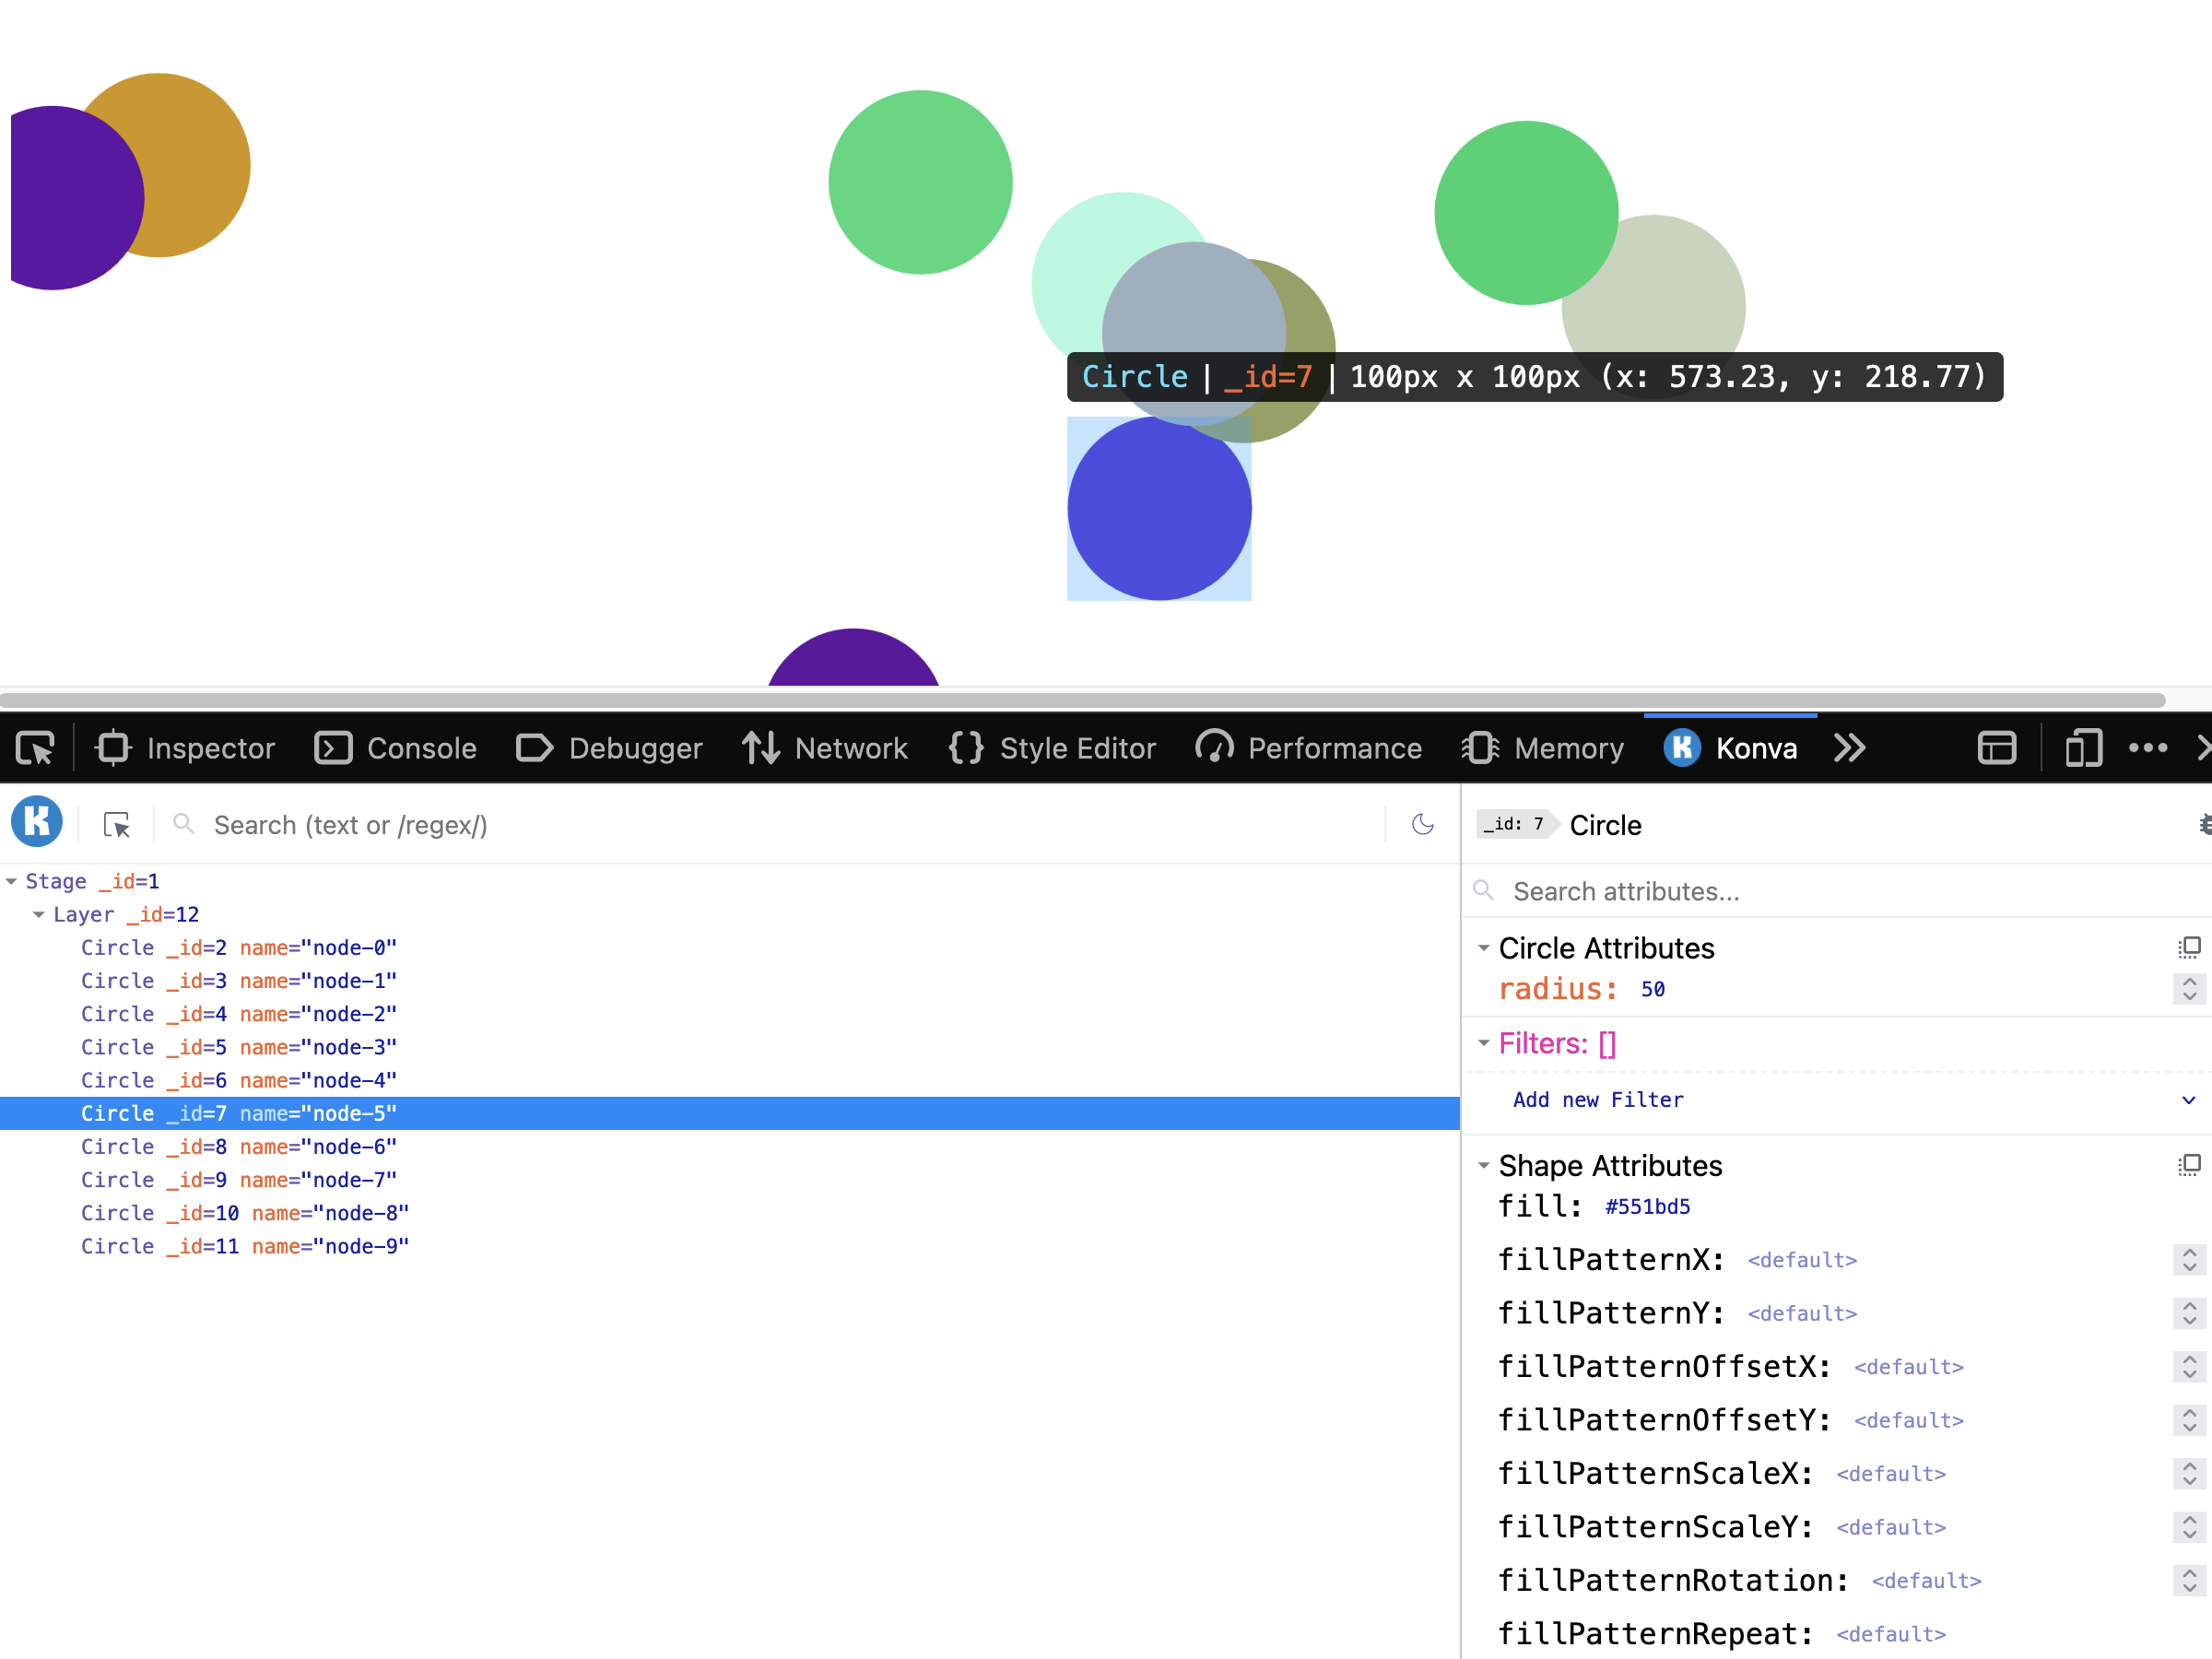 Circle | _id=7 | 100px x 100px (x: 573.23, y: 218.77)
Inspector Console Debugger Network Style Editor Performance Memory Konva
Search (text or /regex/)
Stage _id=1
Layer _id=12
Circle _id=2 name="node-0"
Circle _id=3 name="node-1"
Circle _id=4 name="node-2"
Circle _id=5 name="node-3"
Circle _id=6 name="node-4"
Circle _id=7 name="node-5"
Circle _id=8 name="node-6"
Circle _id=9 name="node-7"
Circle _id=10 name="node-8"
Circle _id=11 name="node-9"
_id: 7 Circle
Search attributes...
Circle Attributes
radius: 50
Filters: []
Add new Filter
Shape Attributes
fill: #551bd5
fillPatternX: <default>
fillPatternY: <default>
fillPatternOffsetX: <default>
fillPatternOffsetY: <default>
fillPatternScaleX: <default>
fillPatternScaleY: <default>
fillPatternRotation: <default>
fillPatternRepeat: <default>